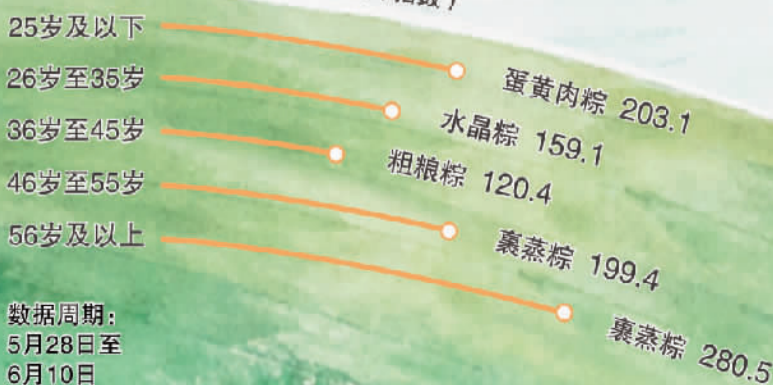 25岁及以下
蛋黄肉粽 203.1
26岁至35岁
水晶粽 159.1
36岁至45岁
粗粮粽 120.4
46岁至55岁
裹蒸粽 199.4
56岁及以上
裹蒸粽 280.5
数据周期：
5月28日至
6月10日